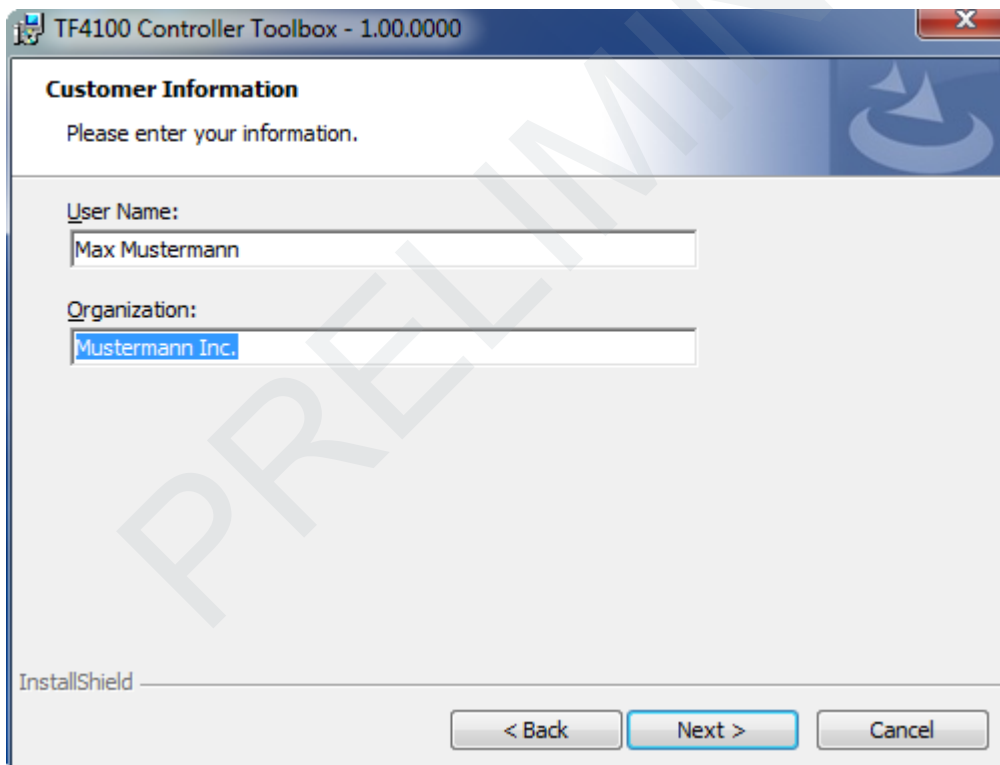 TF4100 Controller Toolbox - 1.00.0000
x
Customer Information
Please enter your information.
User Name:
Max Mustermann
Organization:
Mustermann Inc.
PRELIMIN
InstallShield
< Back Next > Cancel